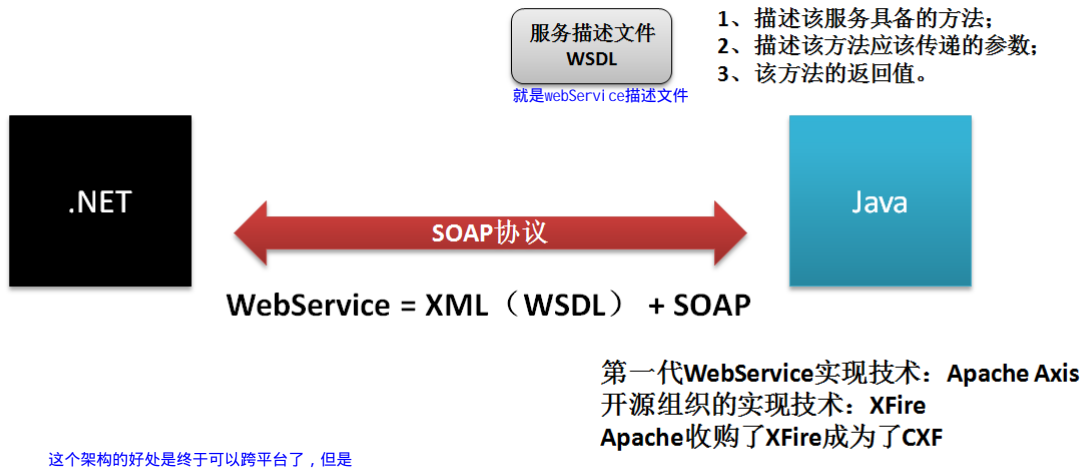 服务描述文件
WSDL
就是webService描述文件
1、描述该服务具备的方法；
2、描述该方法应该传递的参数；
3、该方法的返回值。
.NET
SOAP协议
Java
WebService = XML（WSDL） + SOAP
第一代WebService实现技术：Apache Axis
开源组织的实现技术：XFire
Apache收购了XFire成为了CXF
这个架构的好处是终于可以跨平台了，但是